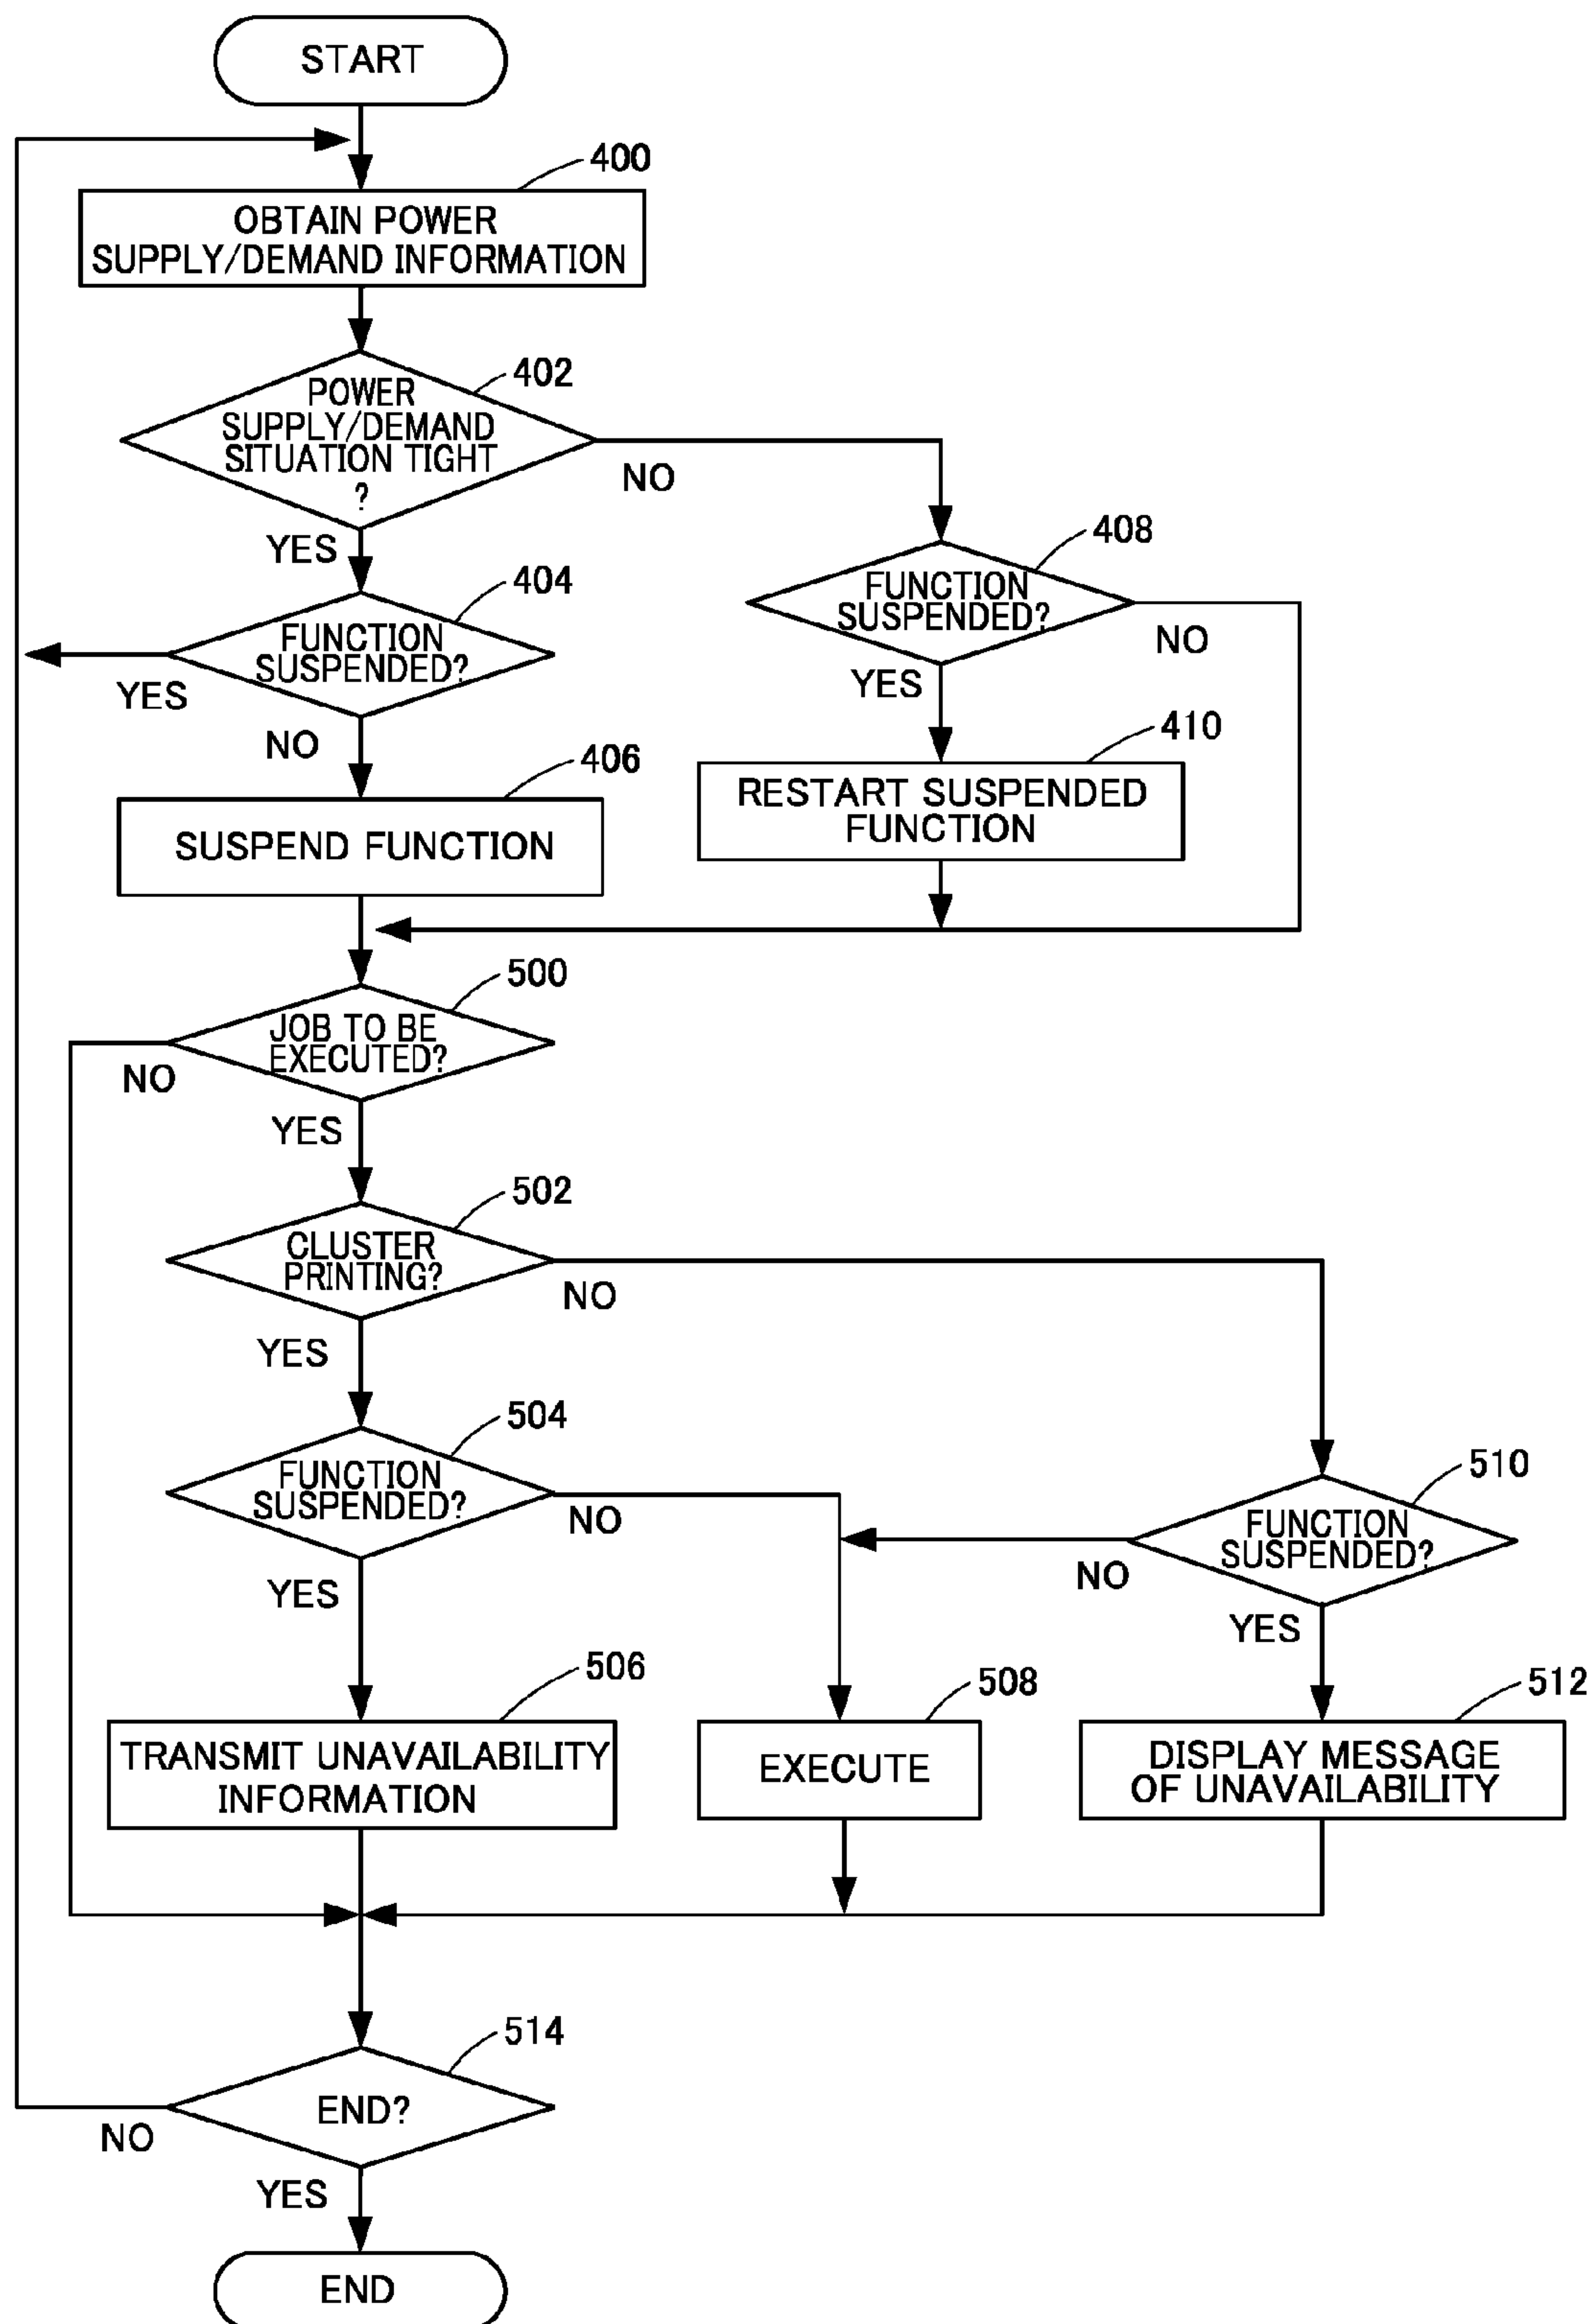 START
400
OBTAIN POWER
SUPPLY/DEMAND INFORMATION
402
POWER
SUPPLY/DEMAND
SITUATION TIGHT
?
NO
YES
408
FUNCTION
SUSPENDED?
NO
YES
404
FUNCTION
SUSPENDED?
YES
NO
410
RESTART SUSPENDED
FUNCTION
406
SUSPEND FUNCTION
500
JOB TO BE
EXECUTED?
NO
YES
502
CLUSTER
PRINTING?
NO
YES
504
FUNCTION
SUSPENDED?
NO
YES
510
FUNCTION
SUSPENDED?
NO
YES
506
TRANSMIT UNAVAILABILITY
INFORMATION
508
EXECUTE
512
DISPLAY MESSAGE
OF UNAVAILABILITY
514
END?
NO
YES
END